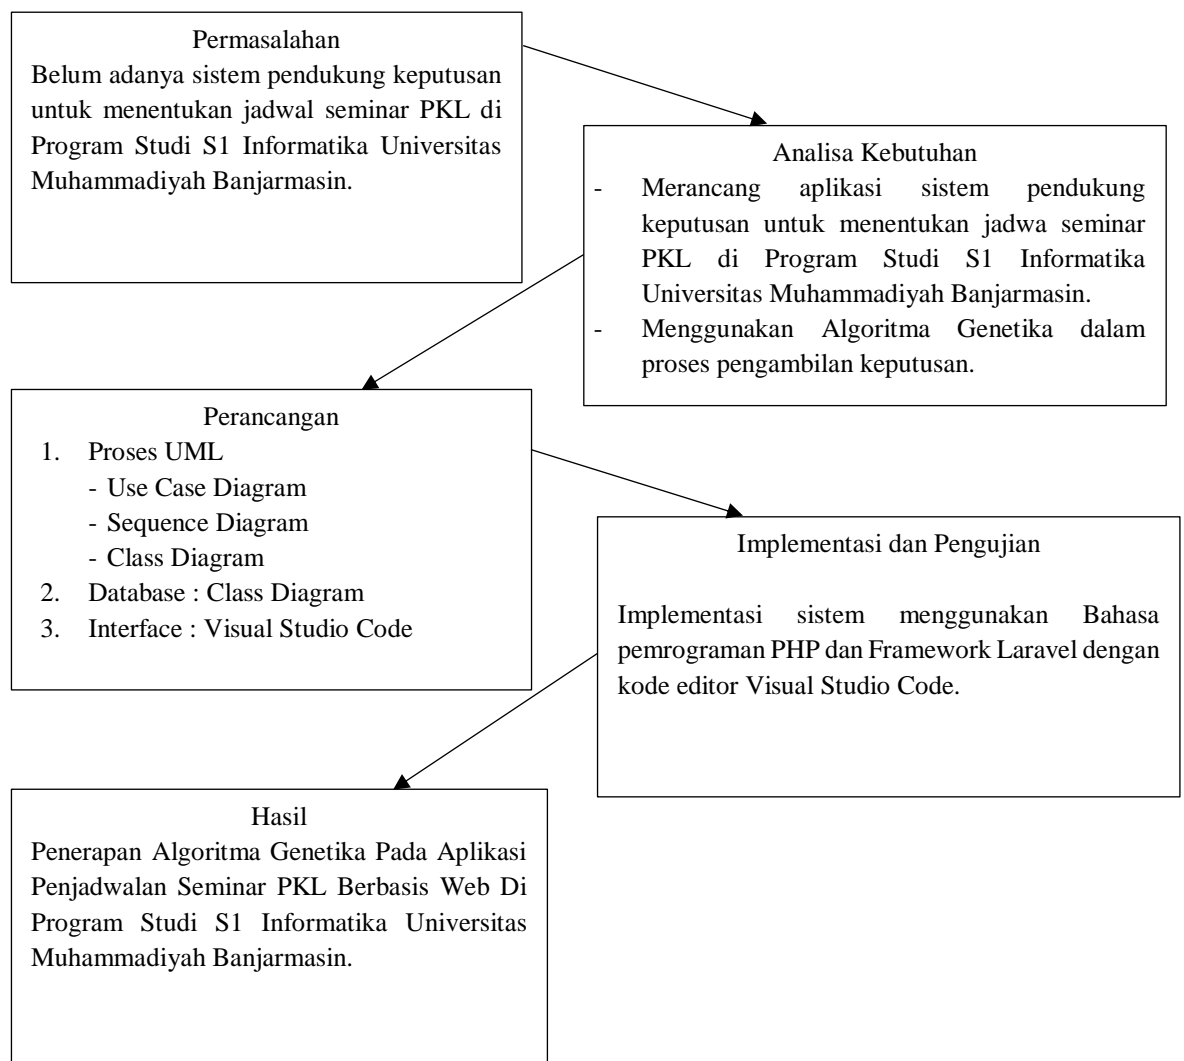 Permasalahan
Belum adanya sistem pendukung keputusan
untuk menentukan jadwal seminar PKL di
Program Studi S1 Informatika Universitas
Muhammadiyah Banjarmasin.
Analisa Kebutuhan
- Merancang aplikasi sistem pendukung
keputusan untuk menentukan jadwa seminar
PKL di Program Studi S1 Informatika
Universitas Muhammadiyah Banjarmasin.
- Menggunakan Algoritma Genetika dalam
proses pengambilan keputusan.
Perancangan
1. Proses UML
- Use Case Diagram
- Sequence Diagram
- Class Diagram
2. Database : Class Diagram
3. Interface : Visual Studio Code
Implementasi dan Pengujian
Implementasi sistem menggunakan Bahasa
pemrograman PHP dan Framework Laravel dengan
kode editor Visual Studio Code.
Hasil
Penerapan Algoritma Genetika Pada Aplikasi
Penjadwalan Seminar PKL Berbasis Web Di
Program Studi S1 Informatika Universitas
Muhammadiyah Banjarmasin.